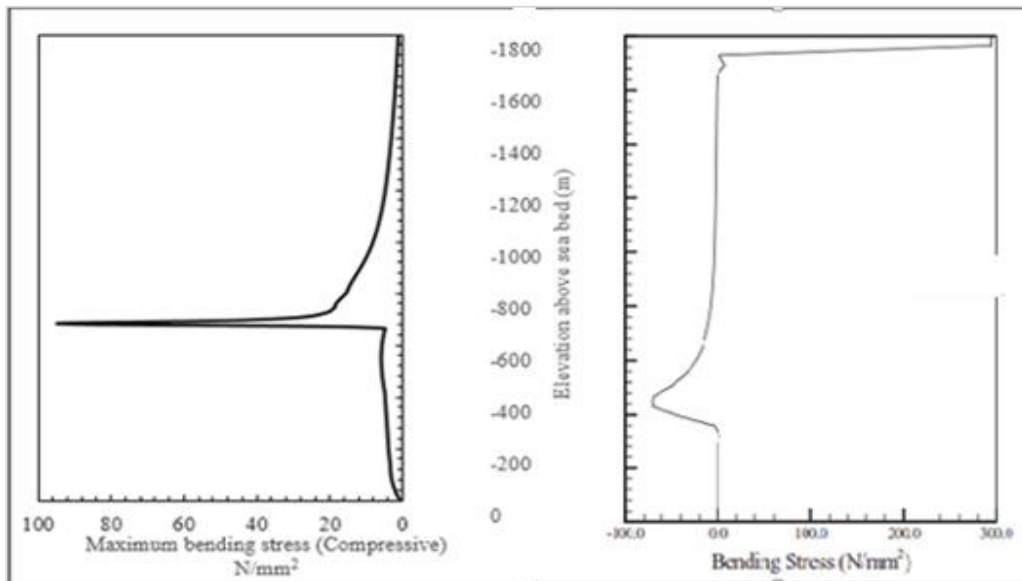 -1800
-1600
-1400
-1200
-1000
-800
-600
-400
-200
0
100 80 60 40 20 0
Maximum bending stress (Compressive)
N/mm²
Elevation above sea bed (m)
-100.0 0.0 100.0 200.0 300.0
Bending Stress (N/mm²)